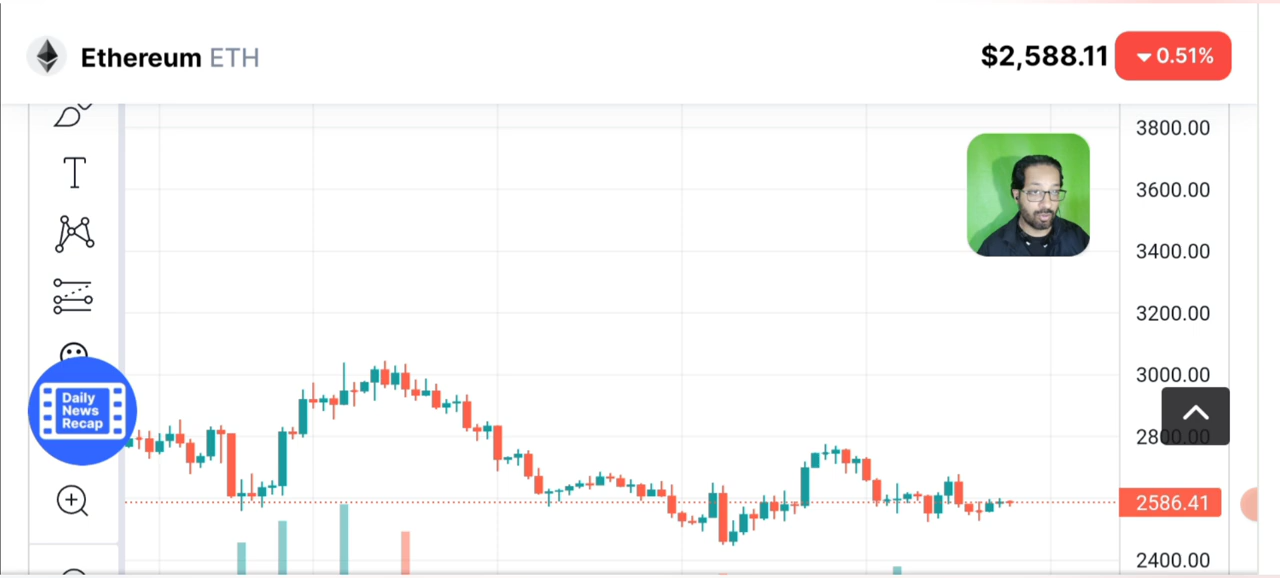 Ethereum ETH
$2,588.11
0.51%
3800.00
T
3600.00
3400.00
3200.00
3000.00
Daily
News
Recap
2800.00
2586.41
2400.00